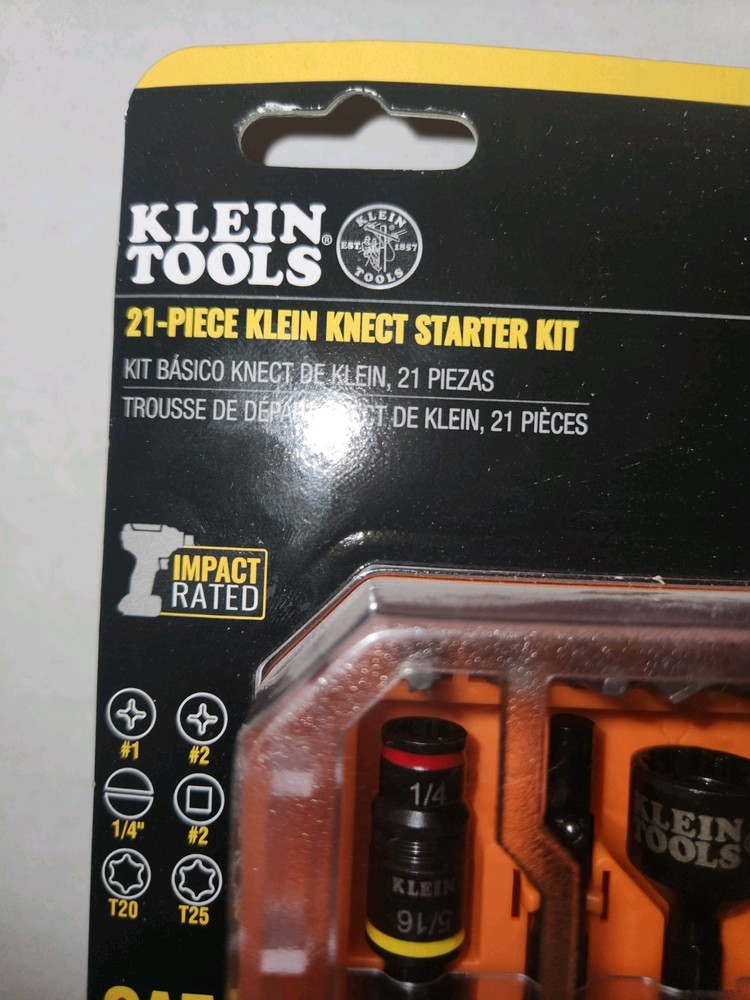 KLEIN
TOOLS®
KLEIN
EST. 1857
TOOLS
21-PIECE KLEIN KNECT STARTER KIT
KIT BÁSICO KNECT DE KLEIN, 21 PIEZAS
TROUSSE DE DE KLEIN, 21 PIÈCES
IMPACT
RATED
#1 #2
1/4" #2
T20 T25
1/4
KLEIN
5/16
KLEIN
TOOLS